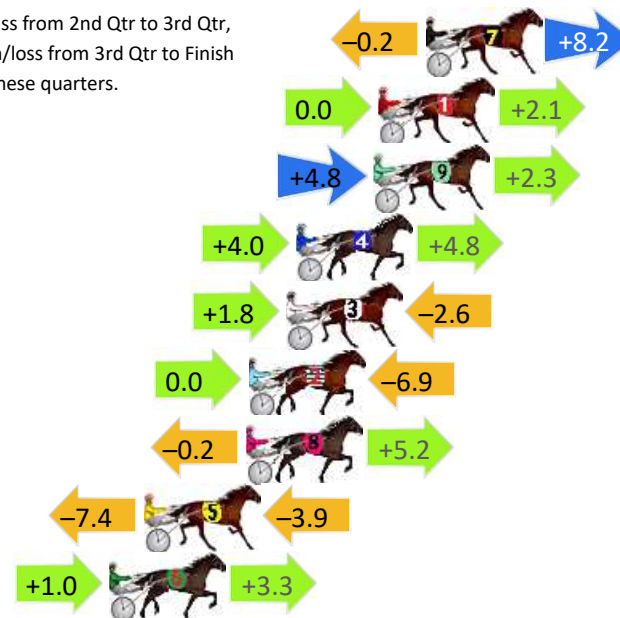 ss from 2nd Qtr to 3rd Qtr,
/loss from 3rd Qtr to Finish
hese quarters.
−0.2 7 +8.2
0.0 1 +2.1
+4.8 9 +2.3
+4.0 4 +4.8
+1.8 3 −2.6
0.0 2 −6.9
−0.2 8 +5.2
−7.4 5 −3.9
+1.0 6 +3.3